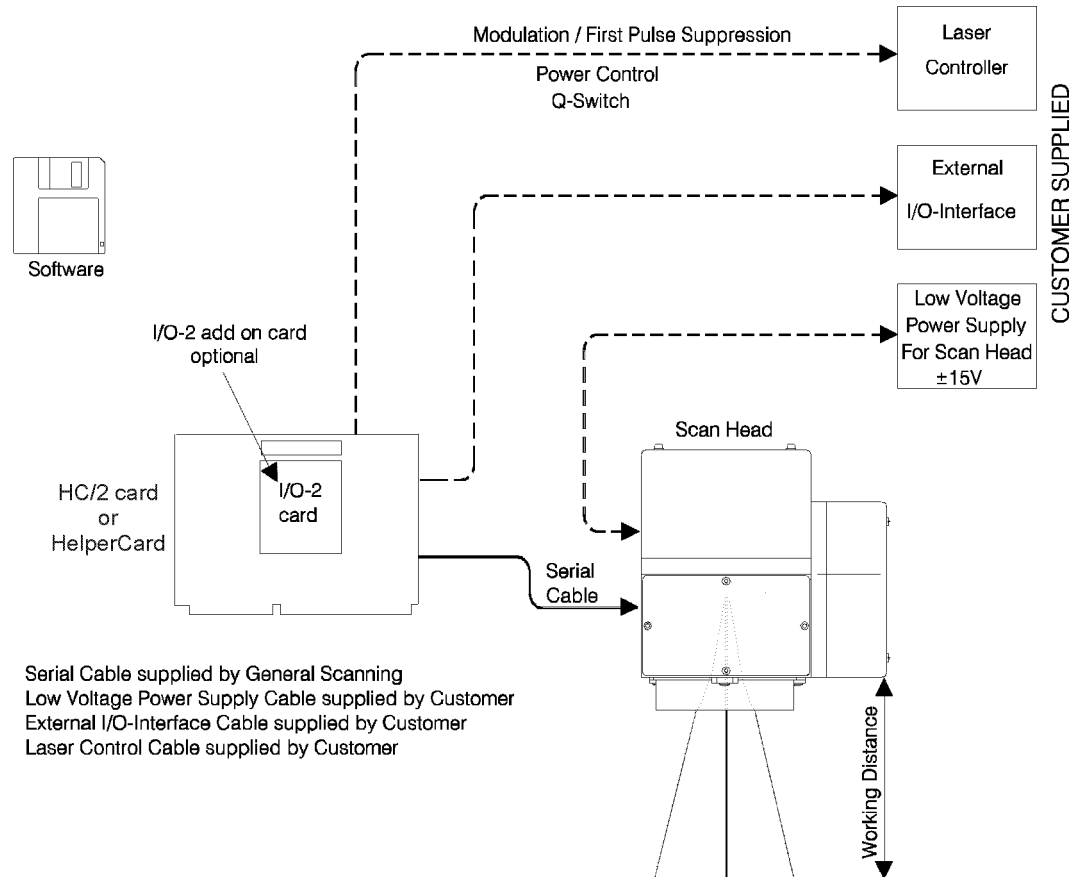 Modulation / First Pulse Suppression
Power Control
Q-Switch
Laser
Controller
External
I/O-Interface
Low Voltage
Power Supply
For Scan Head
±15V
CUSTOMER SUPPLIED
Software
I/O-2 add on card
optional
I/O-2
card
HC/2 card
or
HelperCard
Scan Head
Serial
Cable
Serial Cable supplied by General Scanning
Low Voltage Power Supply Cable supplied by Customer
External I/O-Interface Cable supplied by Customer
Laser Control Cable supplied by Customer
Working Distance